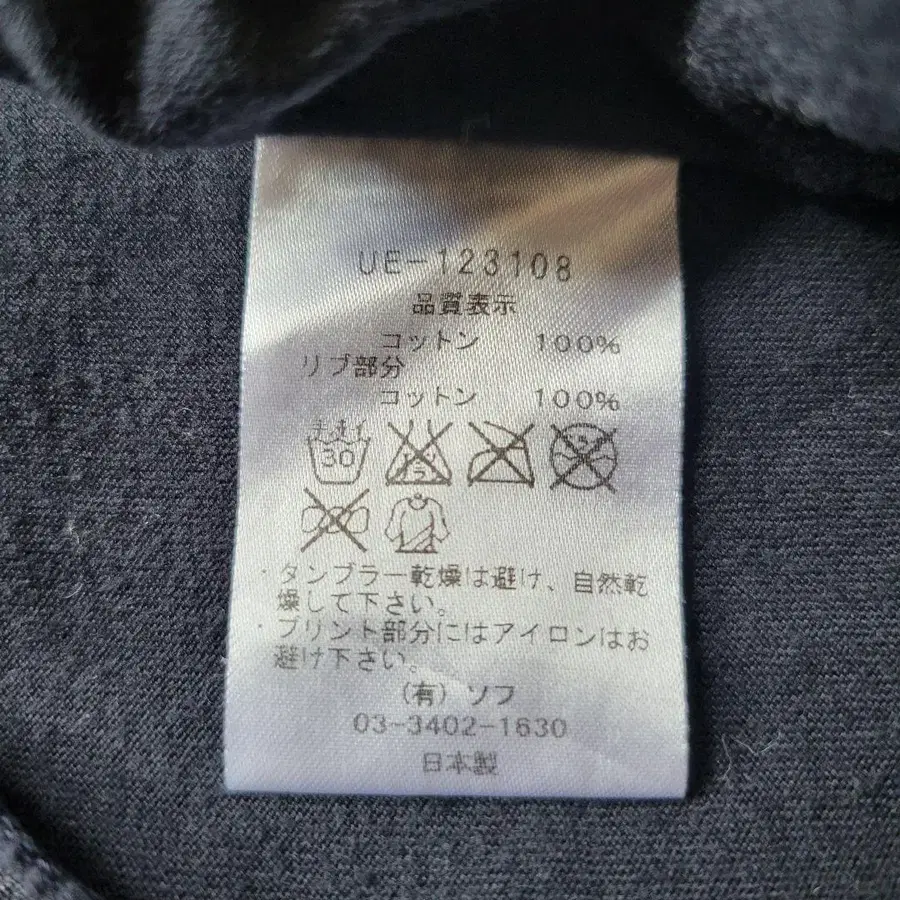 UE-123108
品質表示
コットン 100%
リブ部分
コットン 100%
30
・タンブラー乾燥は避け、自然乾
燥して下さい。
・プリント部分にはアイロンはお
避け下さい。
（有）ソフ
03-3402-1630
日本製